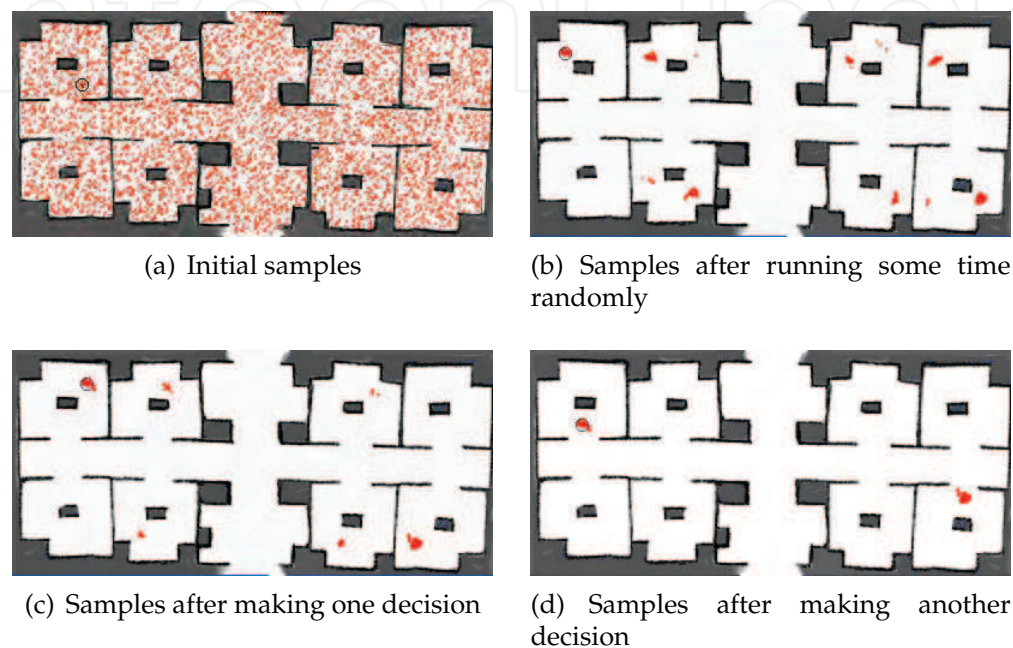 (a) Initial samples
(b) Samples after running some time
randomly
(c) Samples after making one decision
(d) Samples after making another
decision